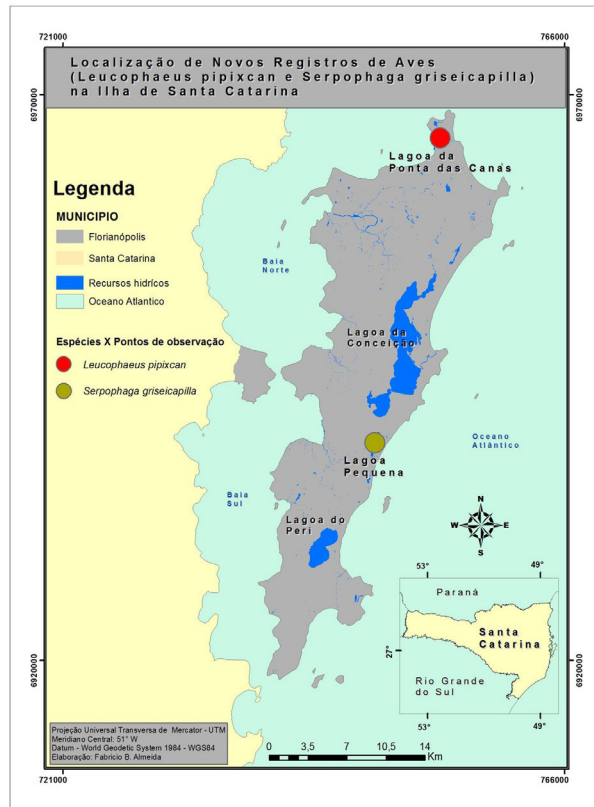 721000
766000
6970000
6970000
Localização de Novos Registros de Aves
(Leucophaeus pipixcan e Serpophaga griseicapilla)
na Ilha de Santa Catarina
Lagoa da
Ponta das Canas
Legenda
MUNICIPIO
Florianópolis
Santa Catarina
Recursos hidrícos
Oceano Atlantico
Baia
Norte
Lagoa da
Conceição
Espécies X Pontos de observação
Leucophaeus pipixcan
Serpophaga griseicapilla
Oceano
Atlântico
Lagoa
Pequena
Baia
Sul
Lagoa do
Peri
N
W
E
S
53°
49°
Paraná
Santa
Catarina
27°
Rio Grande
do Sul
53°
49°
6920000
6920000
Projeção Universal Transversa de Mercator - UTM
Meridiano Central: 51° W
Datum - World Geodetic System 1984 - WGS84
Elaboração: Fabricio B. Almeida
0 3,5 7 10,5 14
Km
721000
766000